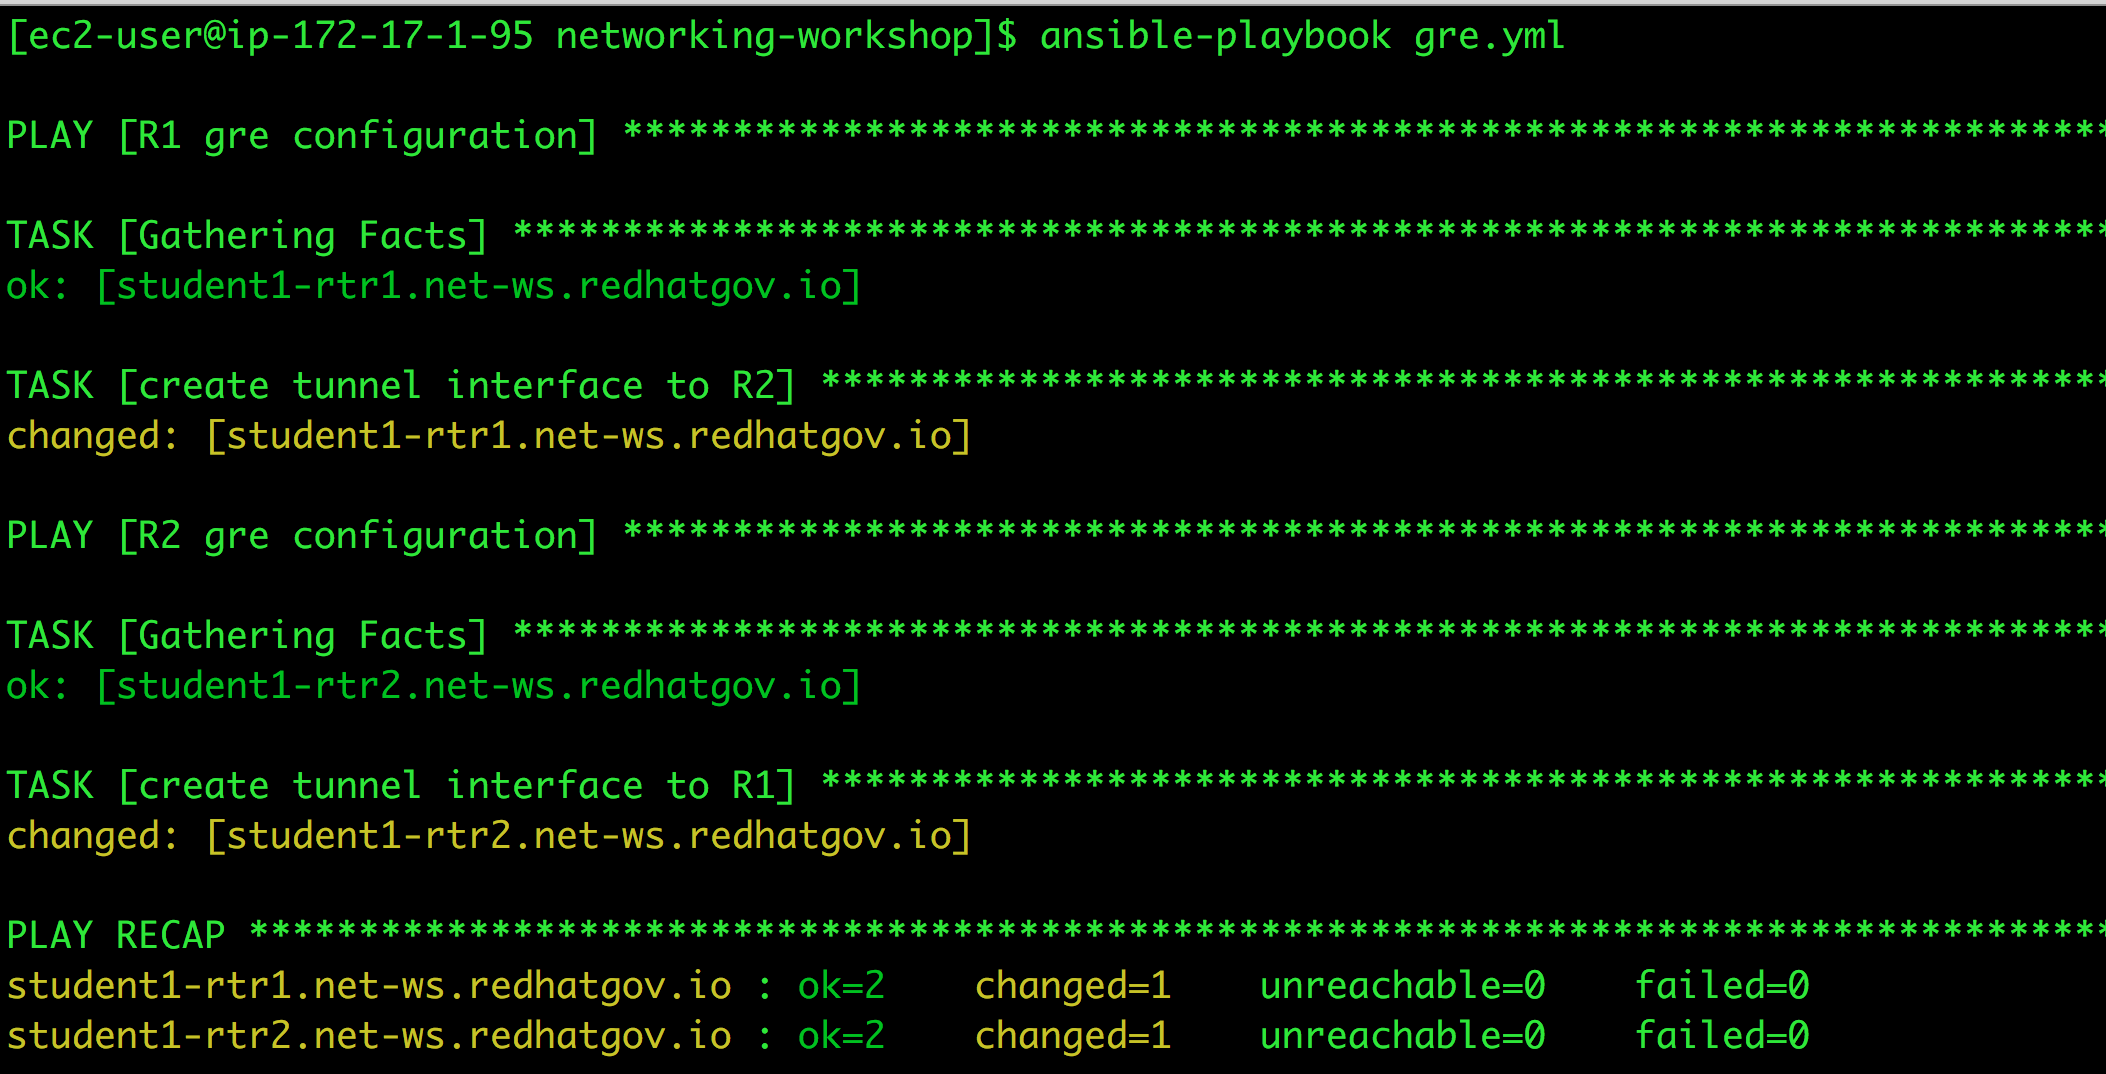 [ec2-user@ip-172-17-1-95 networking-workshop]$ ansible-playbook gre.yml
PLAY [R1 gre configuration] *******************************************************************
TASK [Gathering Facts] ************************************************************************
ok: [student1-rtr1.net-ws.redhatgov.io]
TASK [create tunnel interface to R2] **********************************************************
changed: [student1-rtr1.net-ws.redhatgov.io]
PLAY [R2 gre configuration] *******************************************************************
TASK [Gathering Facts] ************************************************************************
ok: [student1-rtr2.net-ws.redhatgov.io]
TASK [create tunnel interface to R1] **********************************************************
changed: [student1-rtr2.net-ws.redhatgov.io]
PLAY RECAP ************************************************************************************
student1-rtr1.net-ws.redhatgov.io : ok=2    changed=1    unreachable=0    failed=0
student1-rtr2.net-ws.redhatgov.io : ok=2    changed=1    unreachable=0    failed=0